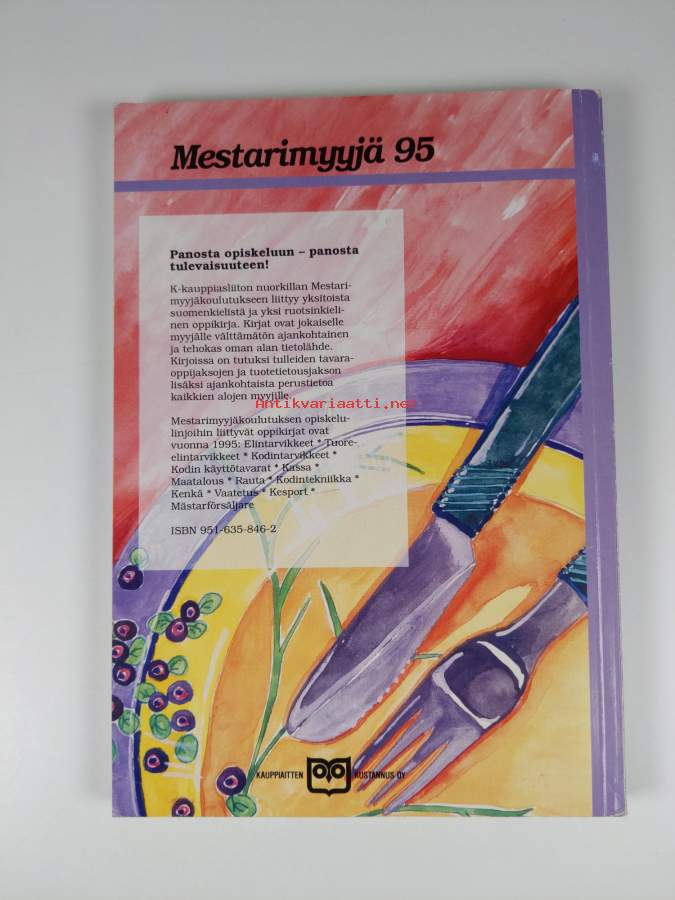 Mestarimyyjä 95
Panosta opiskeluun – panosta
tulevaisuuteen!
K-kauppiasliiton nuorkillan Mestari-
myyjäkoulutukseen liittyy yksitoista
suomenkielistä ja yksi ruotsinkieli-
nen oppikirja. Kirjat ovat jokaiselle
myyjälle välttämätön ajankohtainen
ja tehokas oman alan tietolähde.
Kirjoissa on tutuksi tulleiden tavara-
oppijaksojen ja tuotetietousjakson
lisäksi ajankohtaista perustietoa
kaikkien alojen myyjille.
Antikvariaatti.net
Mestarimyyjäkoulutuksen opiskelu-
linjoihin liittyvät oppikirjat ovat
vuonna 1995: Elintarvikkeet * Tuore-
elintarvikkeet * Kodintarvikkeet *
Kodin käyttötavarat * Kassa *
Maatalous * Rauta * Kodintekniikka *
Kenkä * Vaatetus * Kesport *
Mästarförsäljare
ISBN 951-635-846-2
KAUPPIAITTEN KUSTANNUS OY